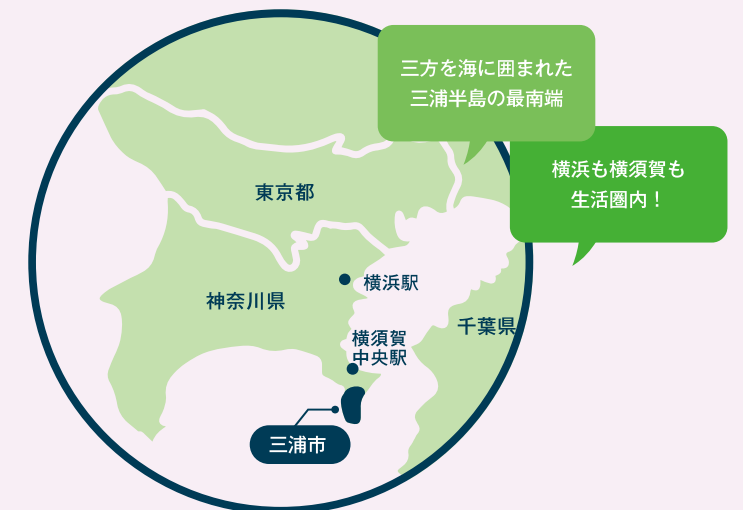 三方を海に囲まれた
三浦半島の最南端
横浜も横須賀も
生活圏内！
東京都
横浜駅
神奈川県
千葉県
横須賀
中央駅
三浦市